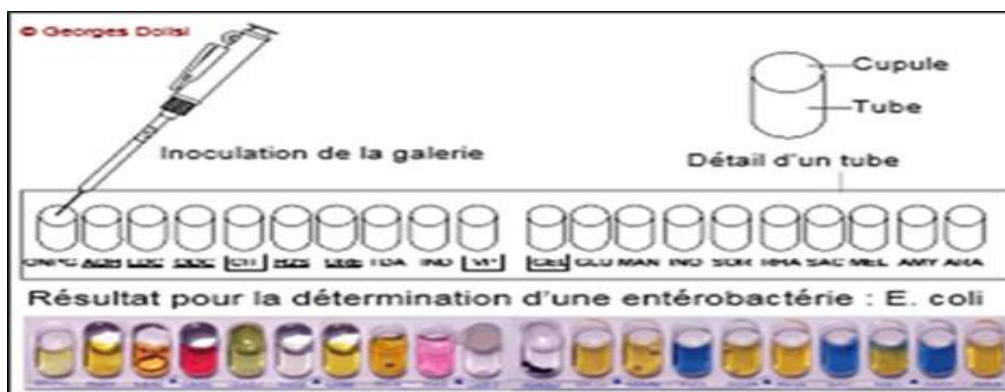 © Georges Dolisi
Cupule
Tube
Inoculation de la galerie
Détail d'un tube
ONPG ADH LDC ODC CIT H2S URE TDA IND VP GEL GLU MAN INO SOR RHA SAC MEL AMY ARA
Résultat pour la détermination d'une entérobactérie : E. coli